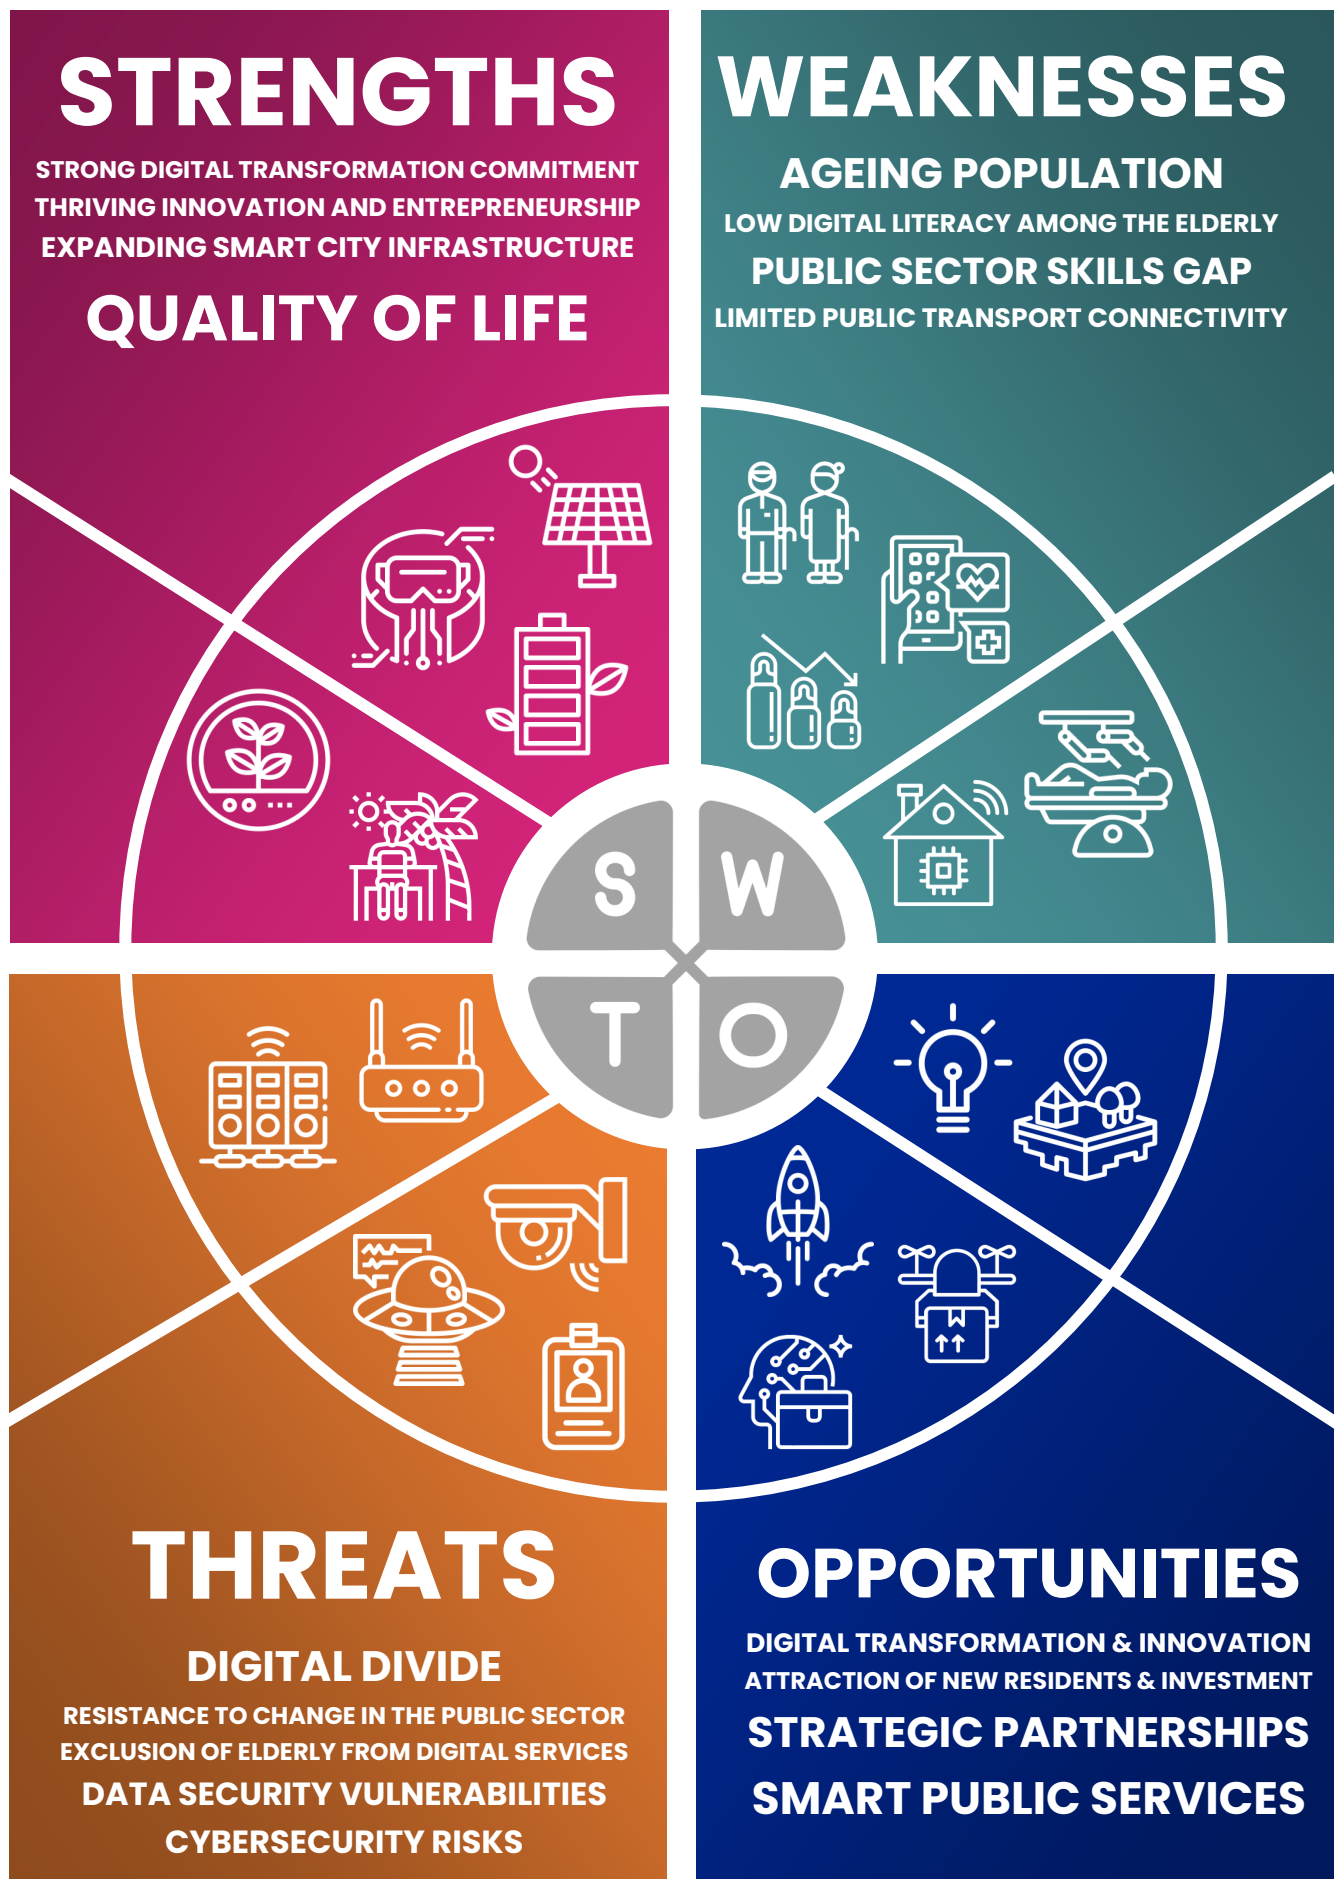 STRENGTHS
STRONG DIGITAL TRANSFORMATION COMMITMENT
THRIVING INNOVATION AND ENTREPRENEURSHIP
EXPANDING SMART CITY INFRASTRUCTURE
QUALITY OF LIFE
WEAKNESSES
AGEING POPULATION
LOW DIGITAL LITERACY AMONG THE ELDERLY
PUBLIC SECTOR SKILLS GAP
LIMITED PUBLIC TRANSPORT CONNECTIVITY
S
W
T
O
THREATS
DIGITAL DIVIDE
RESISTANCE TO CHANGE IN THE PUBLIC SECTOR
EXCLUSION OF ELDERLY FROM DIGITAL SERVICES
DATA SECURITY VULNERABILITIES
CYBERSECURITY RISKS
OPPORTUNITIES
DIGITAL TRANSFORMATION & INNOVATION
ATTRACTION OF NEW RESIDENTS & INVESTMENT
STRATEGIC PARTNERSHIPS
SMART PUBLIC SERVICES